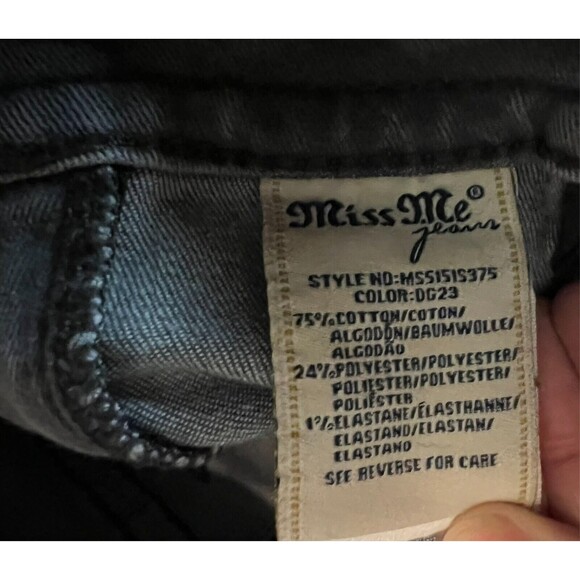 Miss Me®
jeans
STYLE NO:MS5151S375
COLOR:DG23
75%COTTON/COTON/
ALGODÓN/BAUMWOLLE/
ALGODÃO
24%POLYESTER/POLYESTER/
POLIESTER/POLYESTER/
POLIÉSTER
1%ELASTANE/ÉLASTHANNE/
ELASTANO/ELASTAN/
ELASTANO
SEE REVERSE FOR CARE